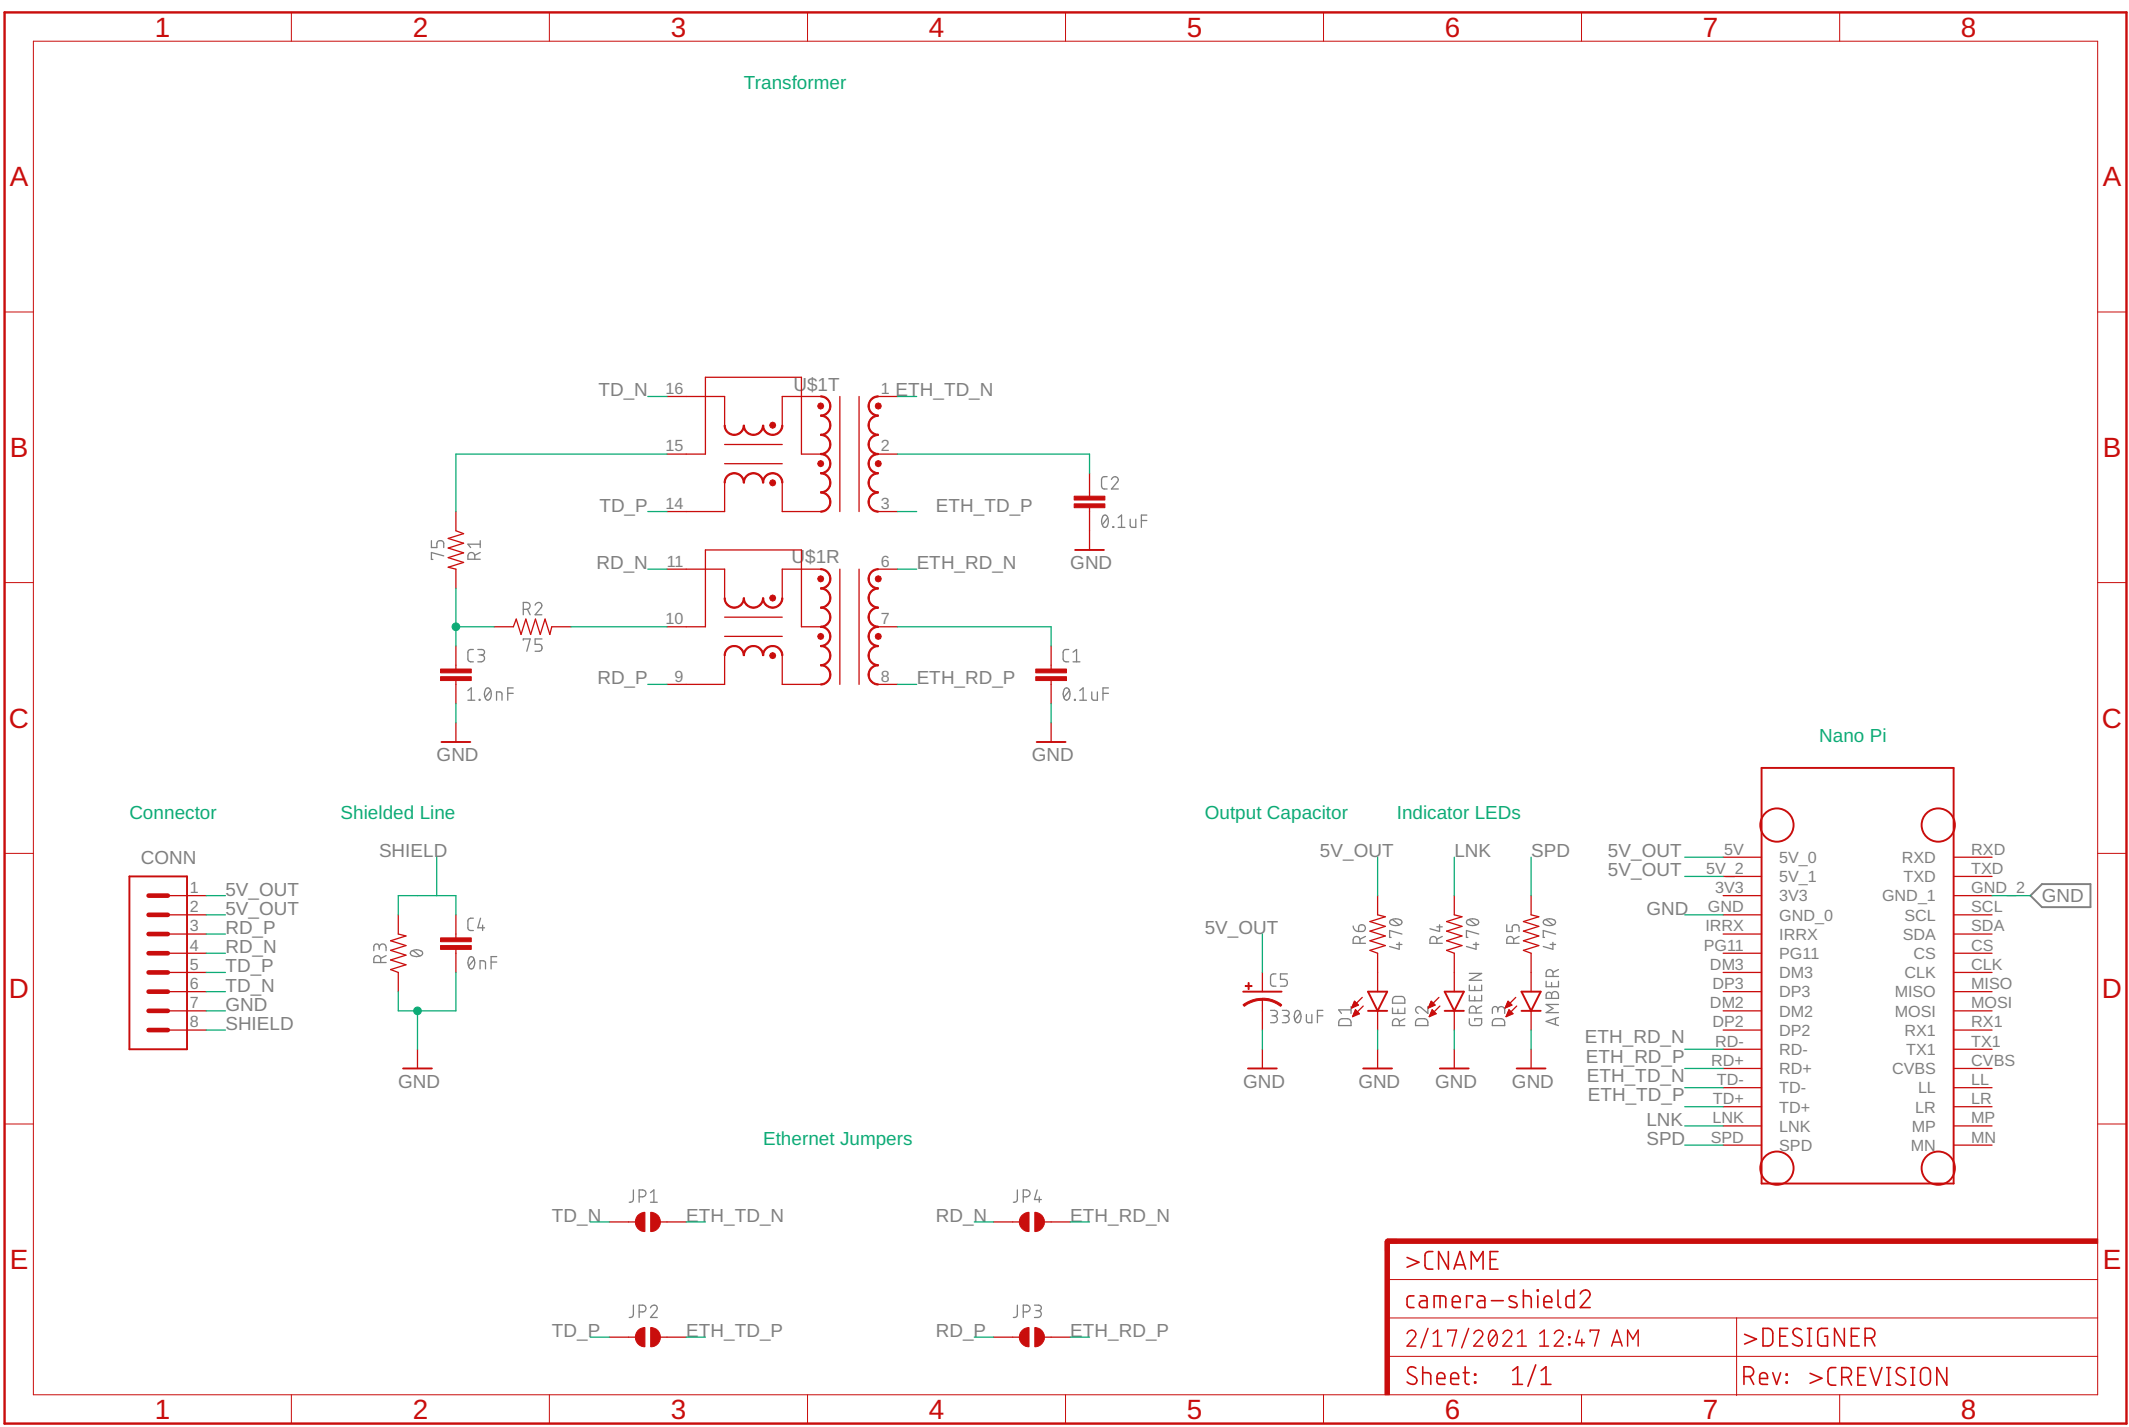 1 2 3 4 5 6 7 8
Transformer
A A
B B
C C
D D
E E
TD_N 16 U$1T 1 ETH_TD_N
15 2
TD_P 14 3 ETH_TD_P
C2
0.1uF
GND
75 R1
RD_N 11 U$1R 6 ETH_RD_N
R2
75
10 7
RD_P 9 8 ETH_RD_P
C3
1.0nF
GND
C1
0.1uF
GND
Connector
CONN
1 5V_OUT
2 5V_OUT
3 RD_P
4 RD_N
5 TD_P
6 TD_N
7 GND
8 SHIELD
Shielded Line
SHIELD
R3 0
C4
0nF
GND
Output Capacitor
5V_OUT
C5
+
330uF
GND
Indicator LEDs
5V_OUT LNK SPD
R6 470 R4 470 R5 470
D1 RED D2 GREEN D3 AMBER
GND GND GND
Nano Pi
5V_OUT 5V 5V_0 RXD RXD
5V_OUT 5V_2 5V_1 TXD TXD
3V3 3V3 GND_1 GND_2 GND
GND GND GND_0 SCL SCL
IRRX IRRX SDA SDA
PG11 PG11 CS CS
DM3 DM3 CLK CLK
DP3 DP3 MISO MISO
DM2 DM2 MOSI MOSI
DP2 DP2 RX1 RX1
ETH_RD_N RD- RD- TX1 TX1
ETH_RD_P RD+ RD+ CVBS CVBS
ETH_TD_N TD- TD- LL LL
ETH_TD_P TD+ TD+ LR LR
LNK LNK LNK MP MP
SPD SPD SPD MN MN
Ethernet Jumpers
JP1 JP4
TD_N ETH_TD_N RD_N ETH_RD_N
JP2 JP3
TD_P ETH_TD_P RD_P ETH_RD_P
>CNAME
camera-shield2
2/17/2021 12:47 AM >DESIGNER
Sheet: 1/1 Rev: >CREVISION
1 2 3 4 5 6 7 8